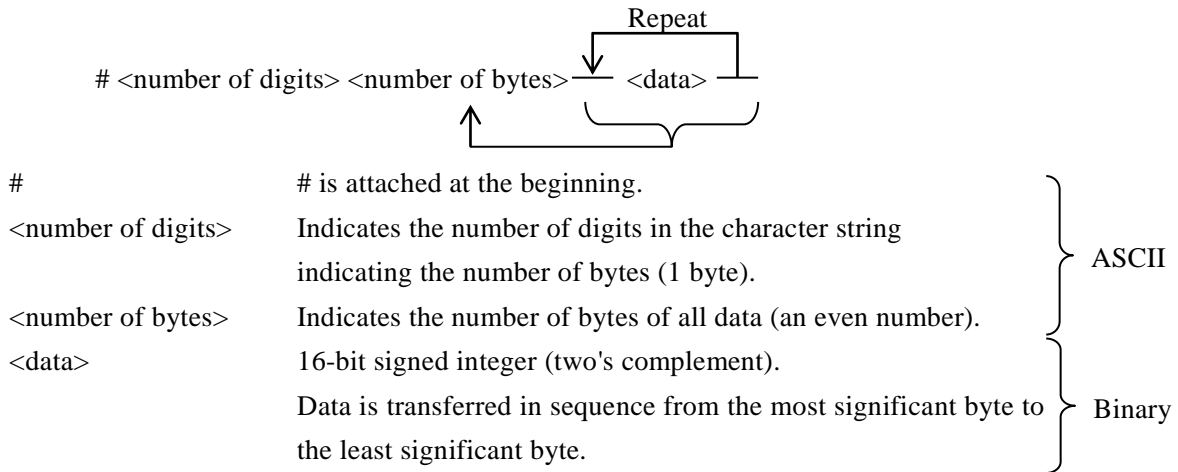 Repeat
# <number of digits> <number of bytes> <data>
# # is attached at the beginning.
<number of digits> Indicates the number of digits in the character string
indicating the number of bytes (1 byte).
ASCII
<number of bytes> Indicates the number of bytes of all data (an even number).
<data> 16-bit signed integer (two's complement).
Data is transferred in sequence from the most significant byte to
Binary
the least significant byte.